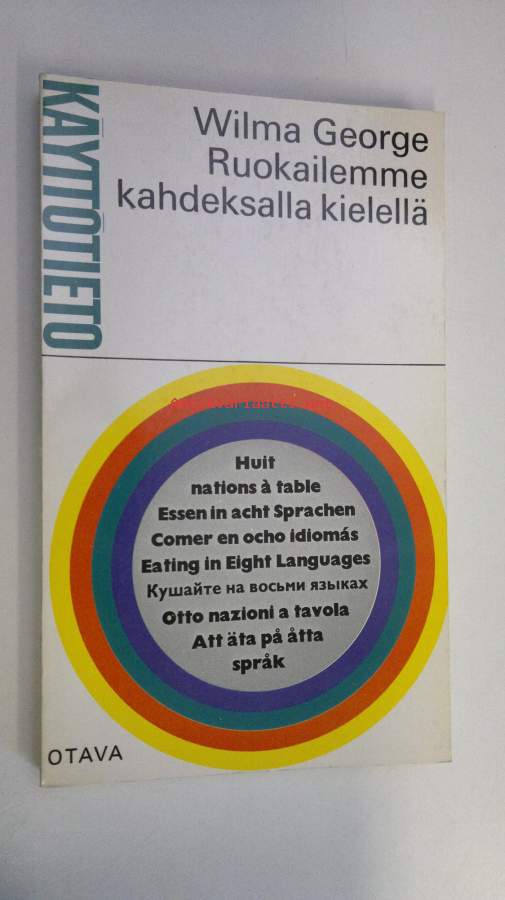 KÄYTTÖTIETO
Wilma George
Ruokailemme
kahdeksalla kielellä
Huit
nations à table
Essen in acht Sprachen
Comer en ocho idiomás
Eating in Eight Languages
Кушайте на восьми языках
Otto nazioni a tavola
Att äta på åtta
språk
OTAVA